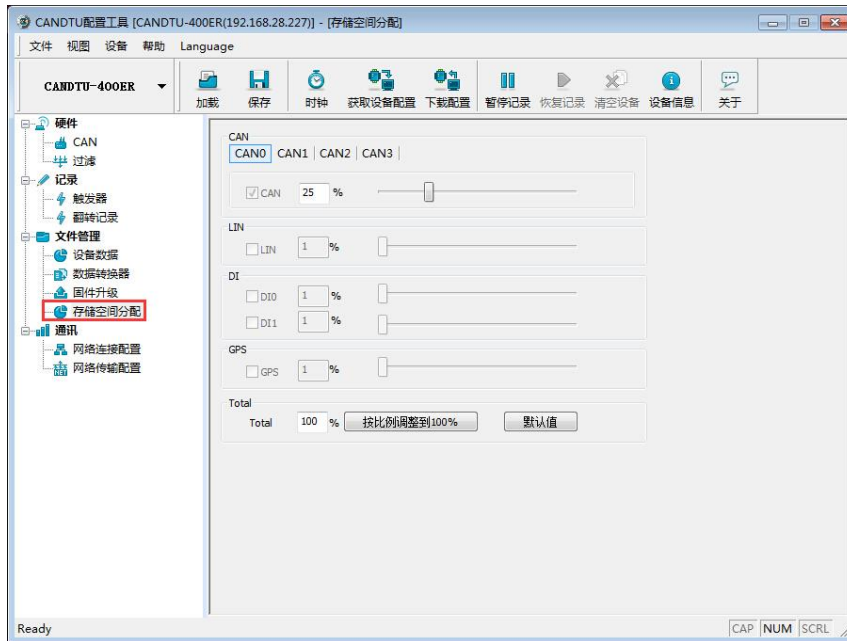 CANDTU配置工具 [CANDTU-400ER(192.168.28.227)] - [存储空间分配]
文件 视图 设备 帮助 Language
CANDTU-400ER
加载 保存 时钟 获取设备配置 下载配置 暂停记录 恢复记录 清空设备 设备信息 关于
硬件
CAN
过滤
记录
触发器
翻转记录
文件管理
设备数据
数据转换器
固件升级
存储空间分配
通讯
网络连接配置
网络传输配置
CAN
CAN0 CAN1 CAN2 CAN3
CAN 25 %
LIN
LIN 1 %
DI
DI0 1 %
DI1 1 %
GPS
GPS 1 %
Total
Total 100 % 按比例调整到100% 默认值
Ready CAP NUM SCRL